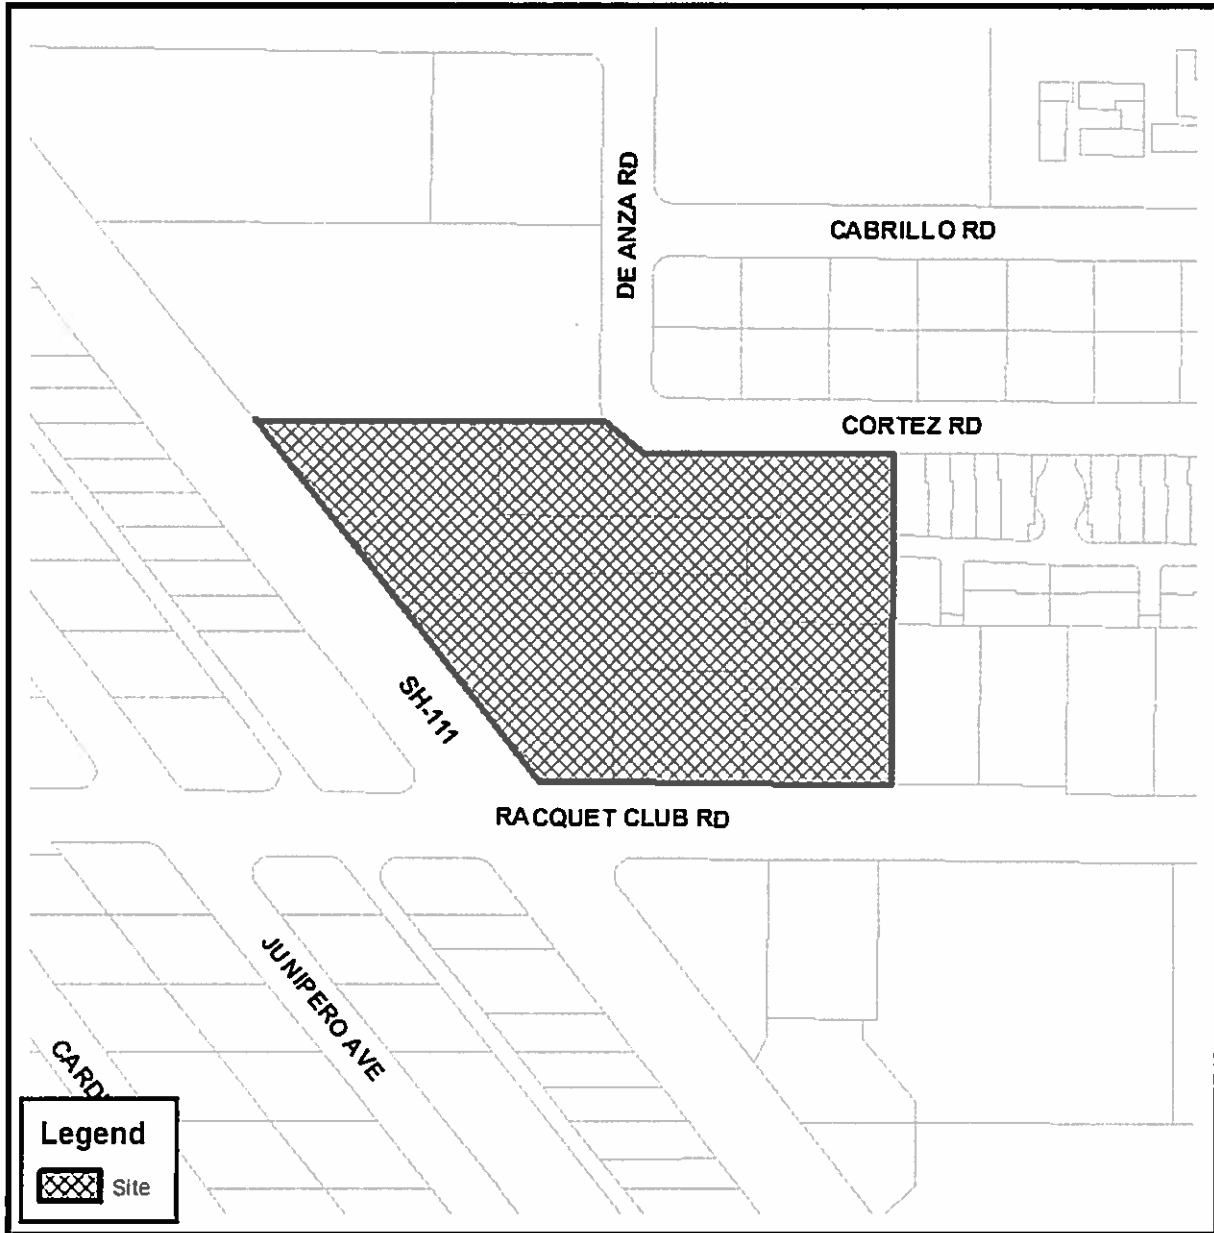 DE ANZA RD
CABRILLO RD
CORTEZ RD
SH-111
RACQUET CLUB RD
JUNIPERO AVE
Legend
Site